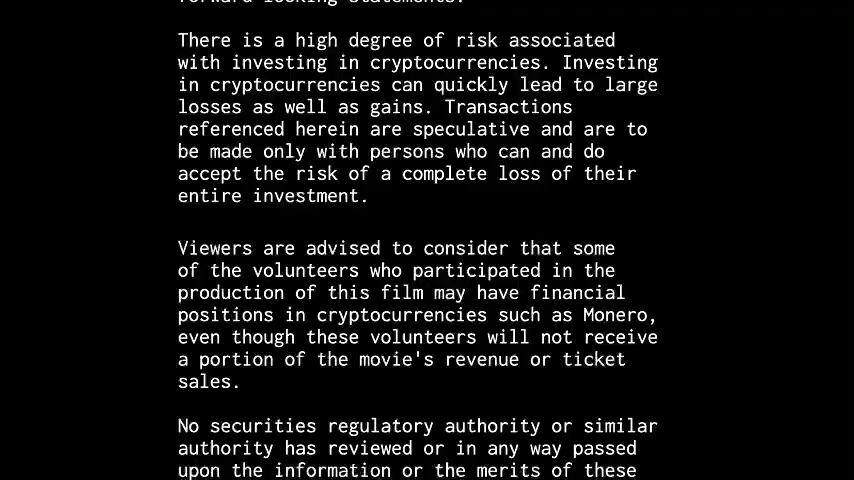 forward-looking statements.
There is a high degree of risk associated
with investing in cryptocurrencies. Investing
in cryptocurrencies can quickly lead to large
losses as well as gains. Transactions
referenced herein are speculative and are to
be made only with persons who can and do
accept the risk of a complete loss of their
entire investment.
Viewers are advised to consider that some
of the volunteers who participated in the
production of this film may have financial
positions in cryptocurrencies such as Monero,
even though these volunteers will not receive
a portion of the movie's revenue or ticket
sales.
No securities regulatory authority or similar
authority has reviewed or in any way passed
upon the information or the merits of these